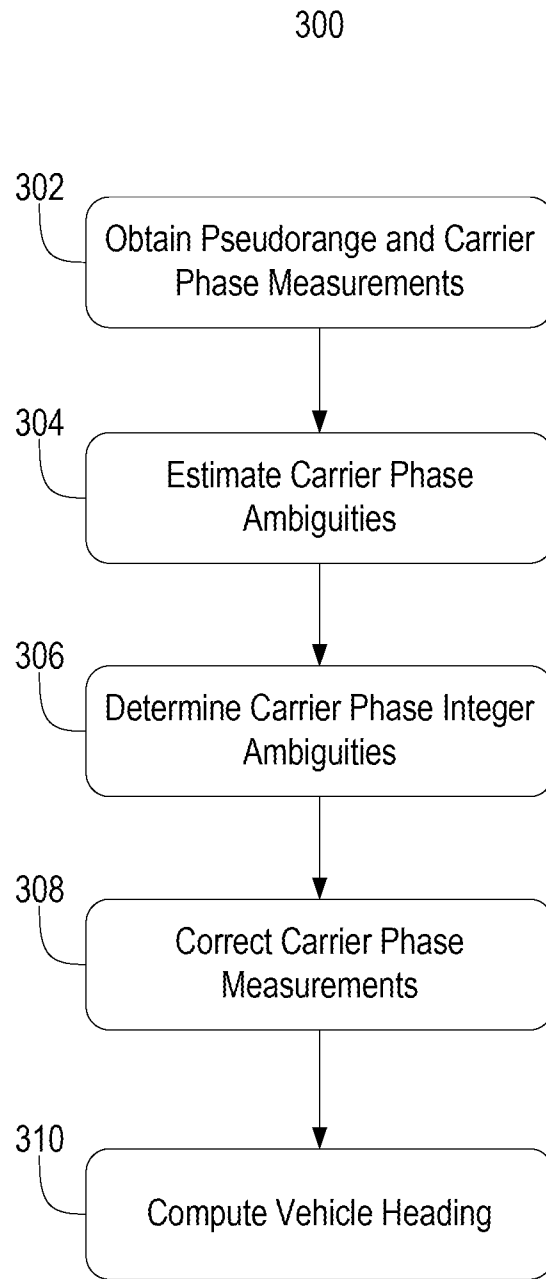 300
302
Obtain Pseudorange and Carrier
Phase Measurements
304
Estimate Carrier Phase
Ambiguities
306
Determine Carrier Phase Integer
Ambiguities
308
Correct Carrier Phase
Measurements
310
Compute Vehicle Heading